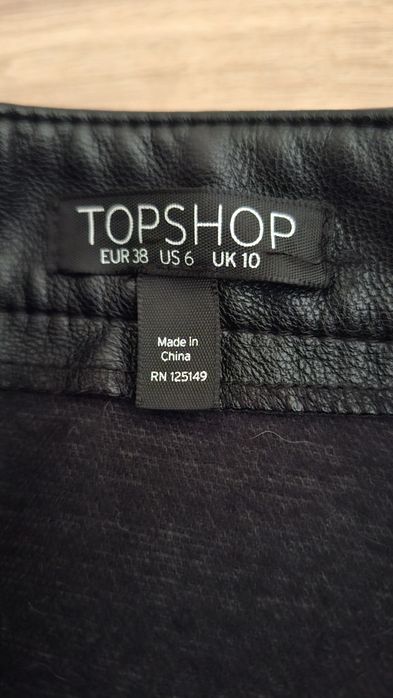 TOPSHOP
EUR 38 US 6 UK 10
Made in
China
RN 125149